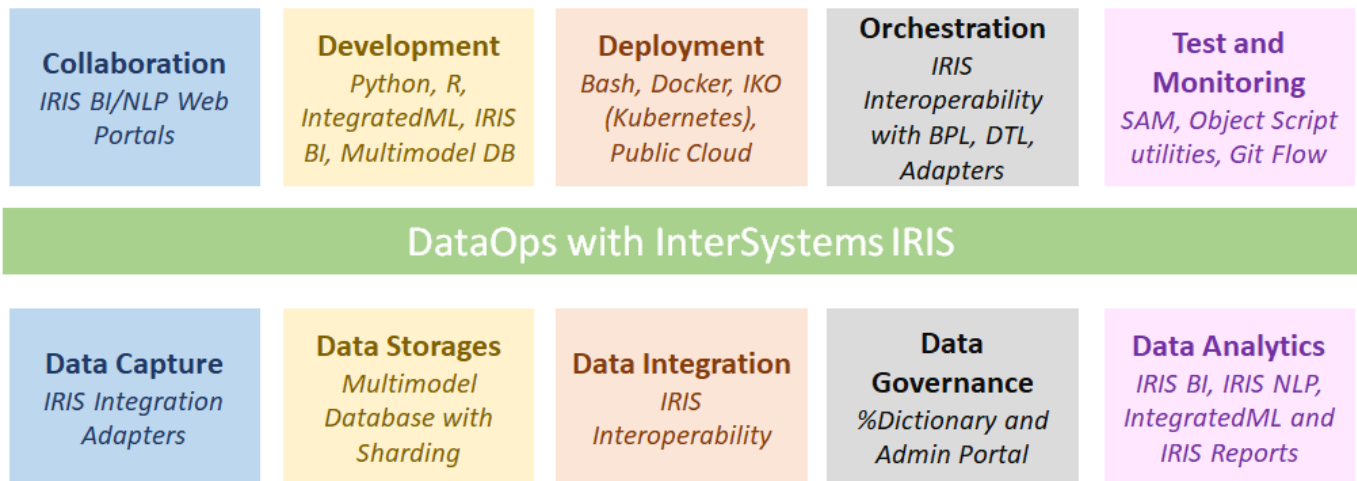 Collaboration
IRIS BI/NLP Web
Portals
Development
Python, R,
IntegratedML, IRIS
BI, Multimodel DB
Deployment
Bash, Docker, IKO
(Kubernetes),
Public Cloud
Orchestration
IRIS
Interoperability
with BPL, DTL,
Adapters
Test and
Monitoring
SAM, Object Script
utilities, Git Flow
DataOps with InterSystems IRIS
Data Capture
IRIS Integration
Adapters
Data Storages
Multimodel
Database with
Sharding
Data Integration
IRIS
Interoperability
Data
Governance
%Dictionary and
Admin Portal
Data Analytics
IRIS BI, IRIS NLP,
IntegratedML and
IRIS Reports